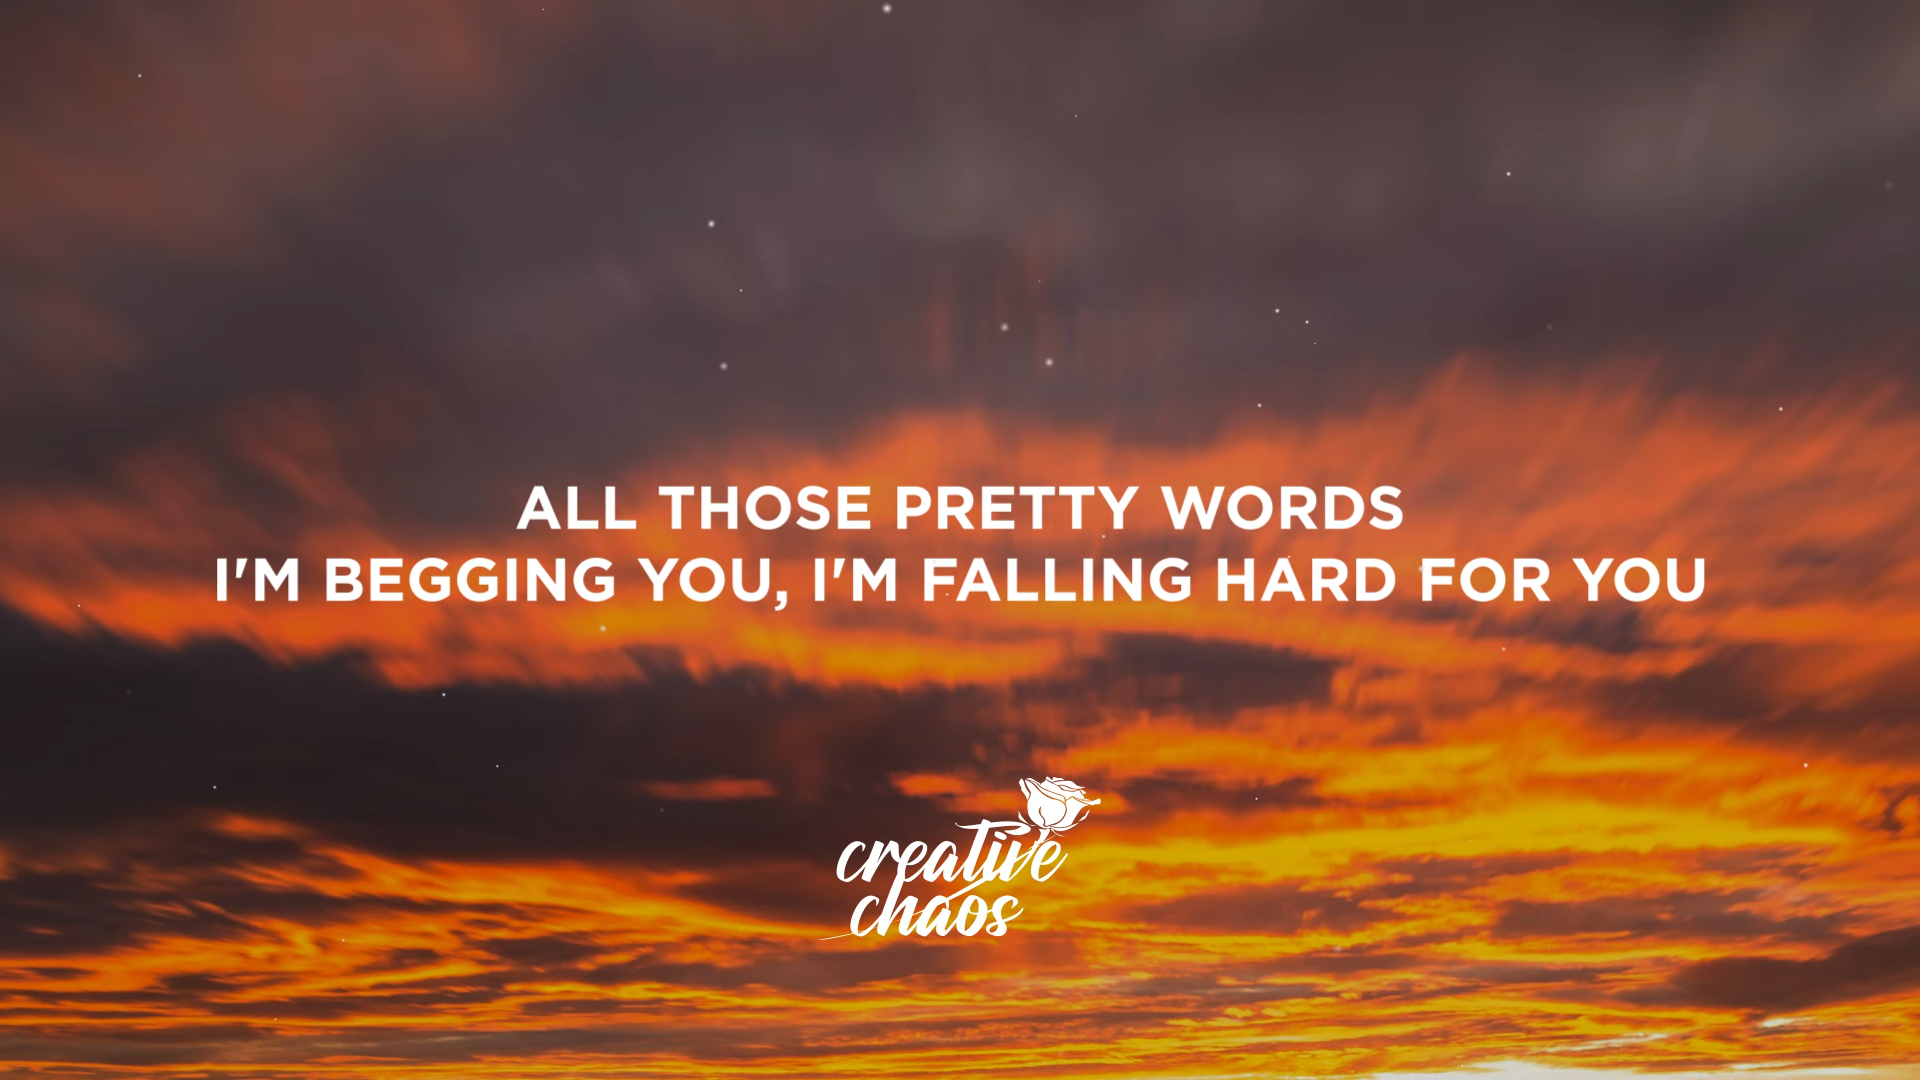 ALL THOSE PRETTY WORDS
I'M BEGGING YOU, I'M FALLING HARD FOR YOU
creative
chaos